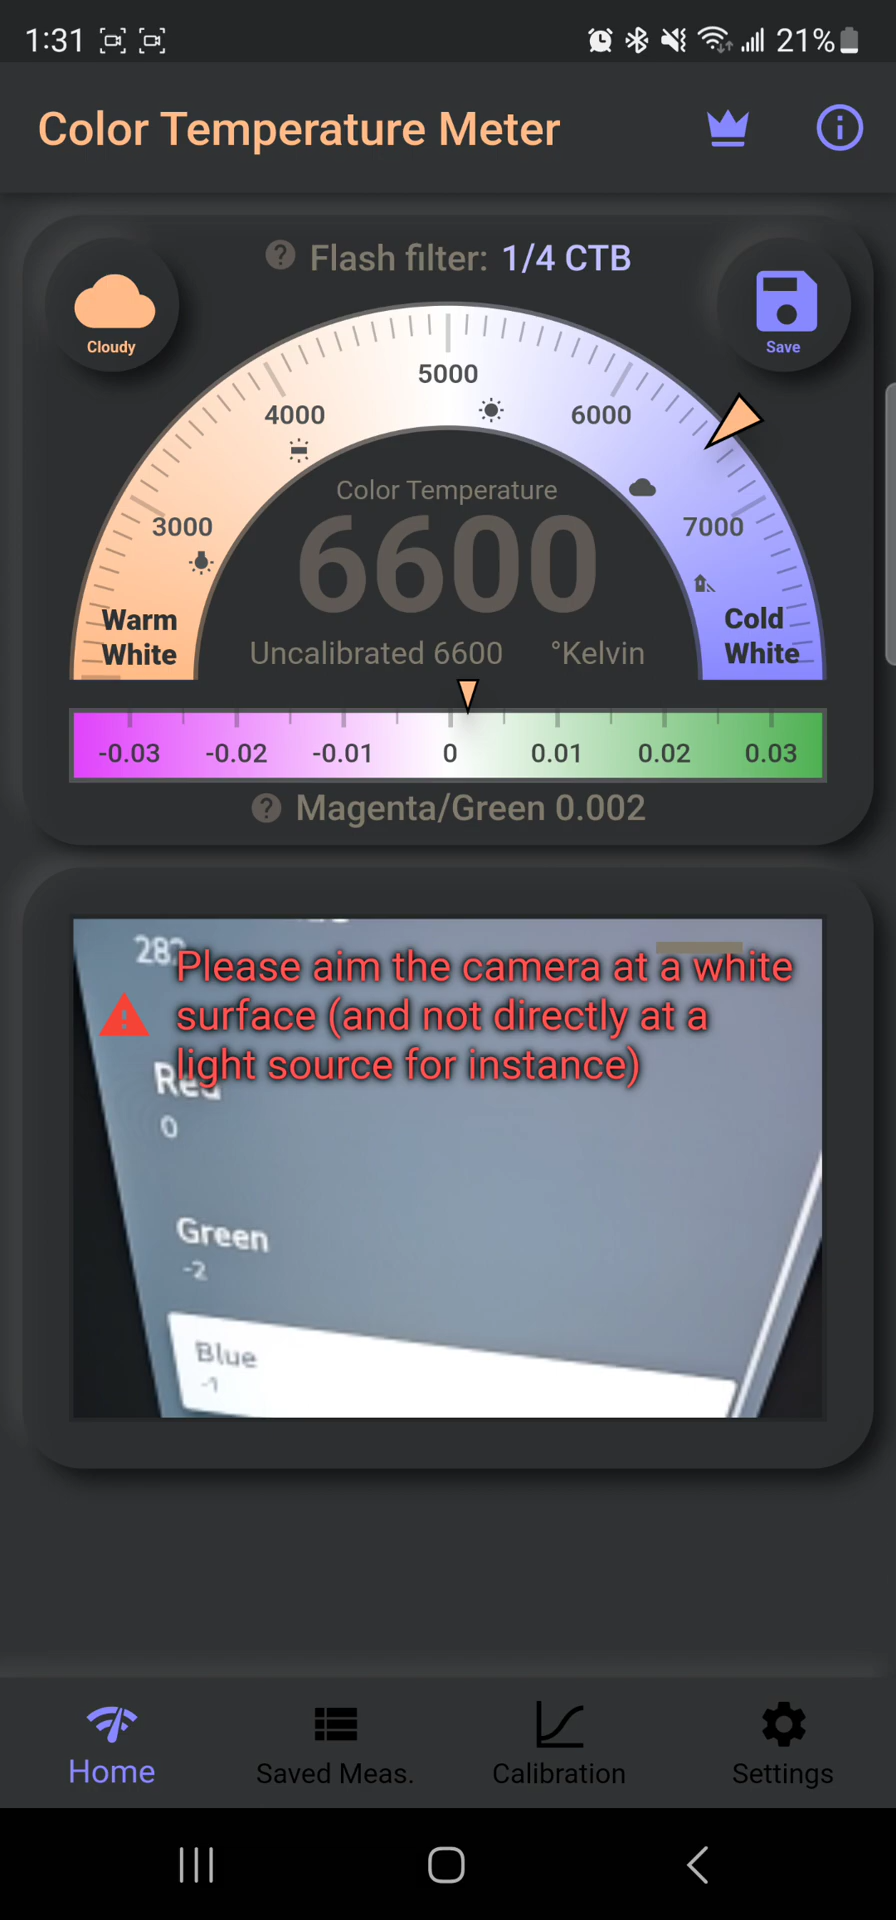 1:31
21%
Color Temperature Meter
Flash filter: 1/4 CTB
Cloudy
Save
5000
4000
6000
Color Temperature
3000
7000
6600
Warm
White
Cold
White
Uncalibrated 6600 °Kelvin
-0.03 -0.02 -0.01 0 0.01 0.02 0.03
Magenta/Green 0.002
Please aim the camera at a white
surface (and not directly at a
light source for instance)
Red
0
Green
-2
Blue
-1
Home
Saved Meas.
Calibration
Settings